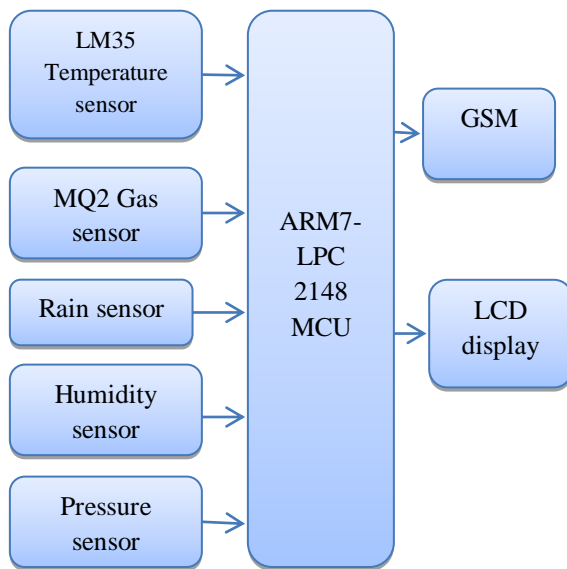 LM35
Temperature
sensor
MQ2 Gas
sensor
Rain sensor
Humidity
sensor
Pressure
sensor
ARM7-
LPC
2148
MCU
GSM
LCD
display